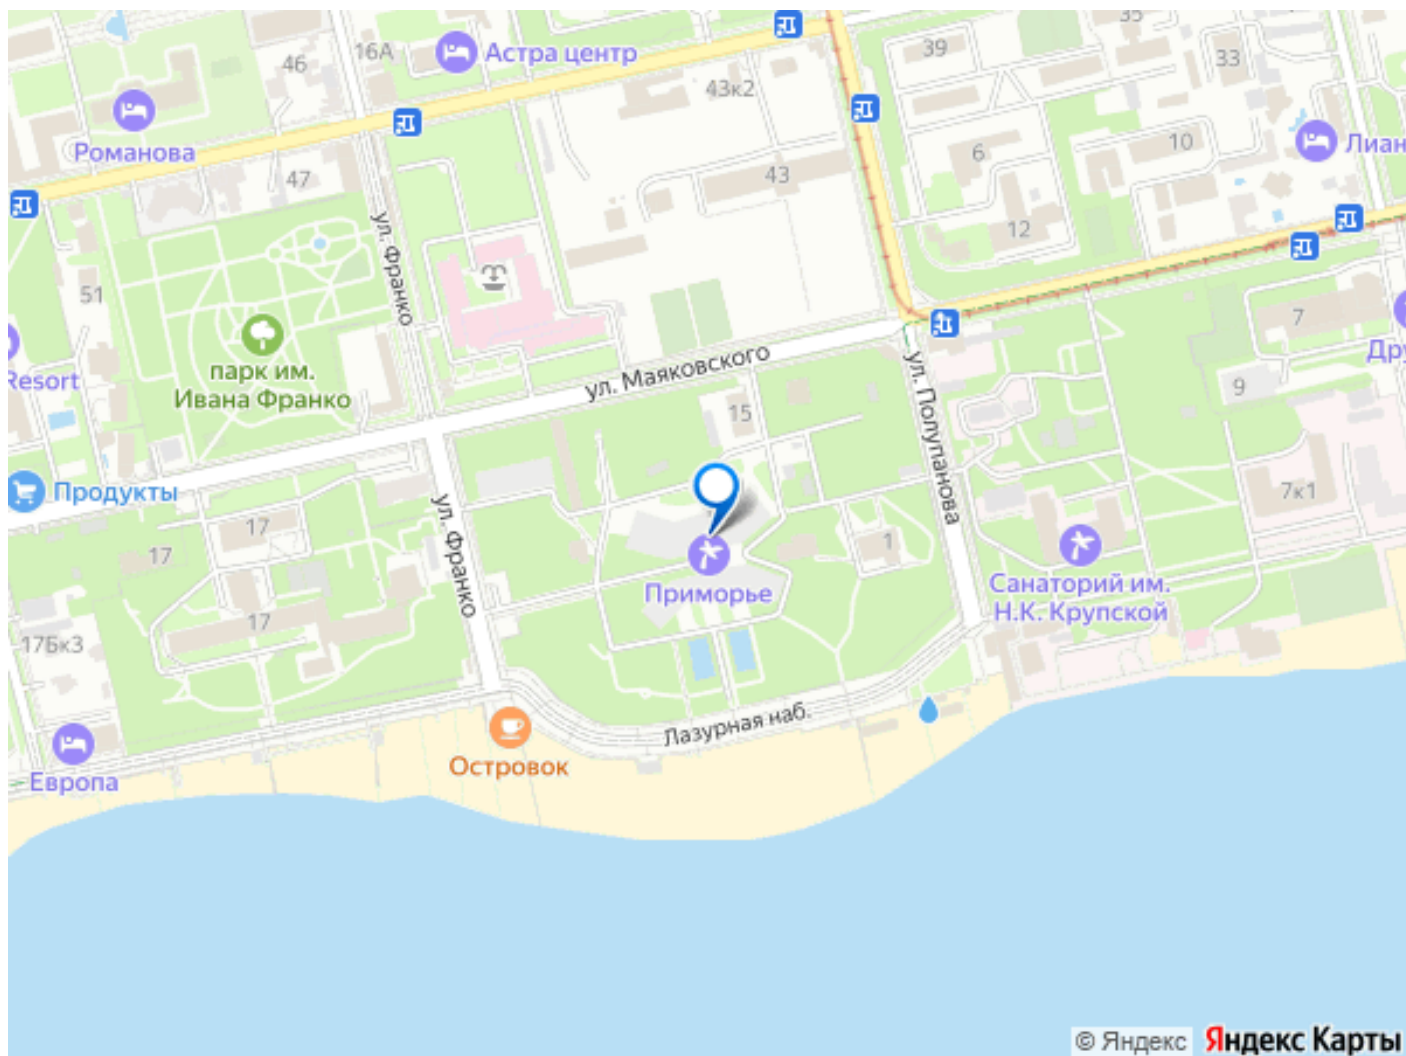 35
16А
Астра центр
46
39
33
43к2
Романова
6
10
Лиан
47
43
ул. Франко
12
51
7
парк им.
Ивана Франко
Resort
ул. Маяковского
Дру
9
15
ул. Полупанова
Продукты
7к1
17
ул. Франко
17
1
Приморье
Санаторий им.
Н.К. Крупской
17
17Бк3
Лазурная наб.
Европа
Островок
© Яндекс
Яндекс Карты